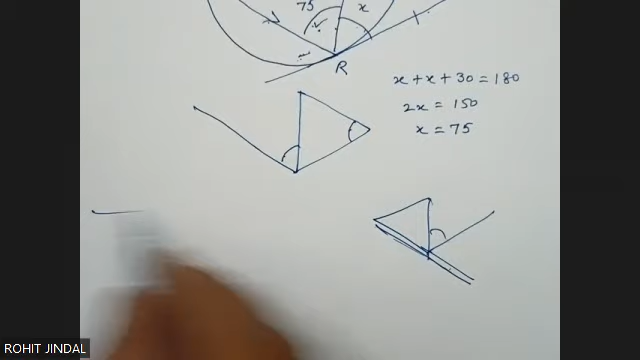 75
x
R
x + x + 30 = 180
2x = 150
x = 75
ROHIT JINDAL